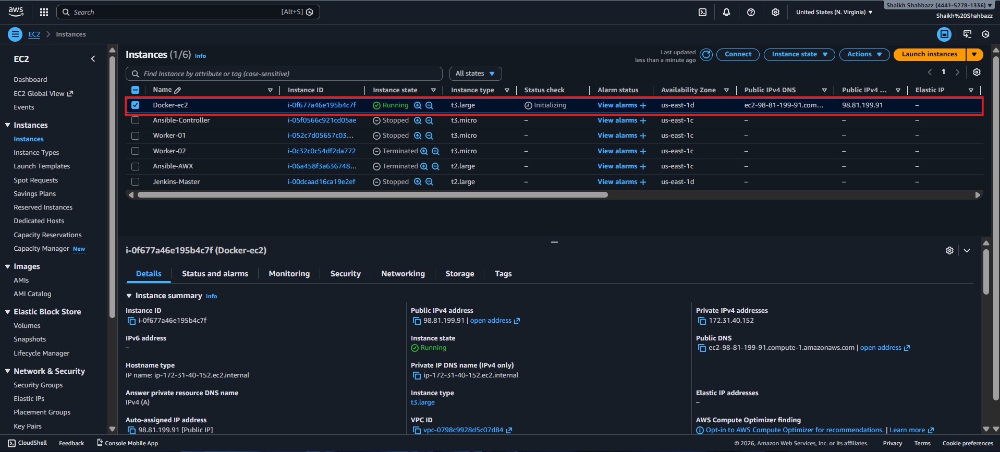 aws
Search [Alt+S]
United States (N. Virginia)
Shaikh Shahbazz (4441-5278-1336)
Shaikh%20Shahbazz
EC2 Instances
EC2
Dashboard
EC2 Global View
Events
Instances
Instances
Instance Types
Launch Templates
Spot Requests
Savings Plans
Reserved Instances
Dedicated Hosts
Capacity Reservations
Capacity Manager New
Images
AMIs
AMI Catalog
Elastic Block Store
Volumes
Snapshots
Lifecycle Manager
Network & Security
Security Groups
Elastic IPs
Placement Groups
Key Pairs
Instances (1/6) Info
Last updated
less than a minute ago
Connect Instance state Actions Launch instances
Find Instance by attribute or tag (case-sensitive) All states 1
Name Instance ID Instance state Instance type Status check Alarm status Availability Zone Public IPv4 DNS Public IPv4 ... Elastic IP
Docker-ec2 i-0f677a46e195b4c7f Running t3.large Initializing View alarms + us-east-1d ec2-98-81-199-91.com... 98.81.199.91 –
Ansible-Controller i-05f0566c921cd05ae Stopped t3.micro – View alarms + us-east-1c – – –
Worker-01 i-052c7d05657c03... Stopped t3.micro – View alarms + us-east-1c – – –
Worker-02 i-0c32c0c54df2da772 Terminated t3.micro – View alarms + us-east-1c – – –
Ansible-AWX i-06a458f3a636748... Terminated t2.large – View alarms + us-east-1c – – –
Jenkins-Master i-00dcaad16ca19e2ef Stopped t2.large – View alarms + us-east-1d – – –
i-0f677a46e195b4c7f (Docker-ec2)
Details Status and alarms Monitoring Security Networking Storage Tags
Instance summary Info
Instance ID
i-0f677a46e195b4c7f
Public IPv4 address
98.81.199.91 | open address
Private IPv4 addresses
172.31.40.152
IPv6 address
–
Instance state
Running
Public DNS
ec2-98-81-199-91.compute-1.amazonaws.com | open address
Hostname type
IP name: ip-172-31-40-152.ec2.internal
Private IP DNS name (IPv4 only)
ip-172-31-40-152.ec2.internal
Answer private resource DNS name
IPv4 (A)
Instance type
t3.large
Elastic IP addresses
–
Auto-assigned IP address
98.81.199.91 [Public IP]
VPC ID
vpc-0798c9928d5c07d84
AWS Compute Optimizer finding
Opt-in to AWS Compute Optimizer for recommendations. | Learn more
CloudShell Feedback Console Mobile App
© 2026, Amazon Web Services, Inc. or its affiliates. Privacy Terms Cookie preferences